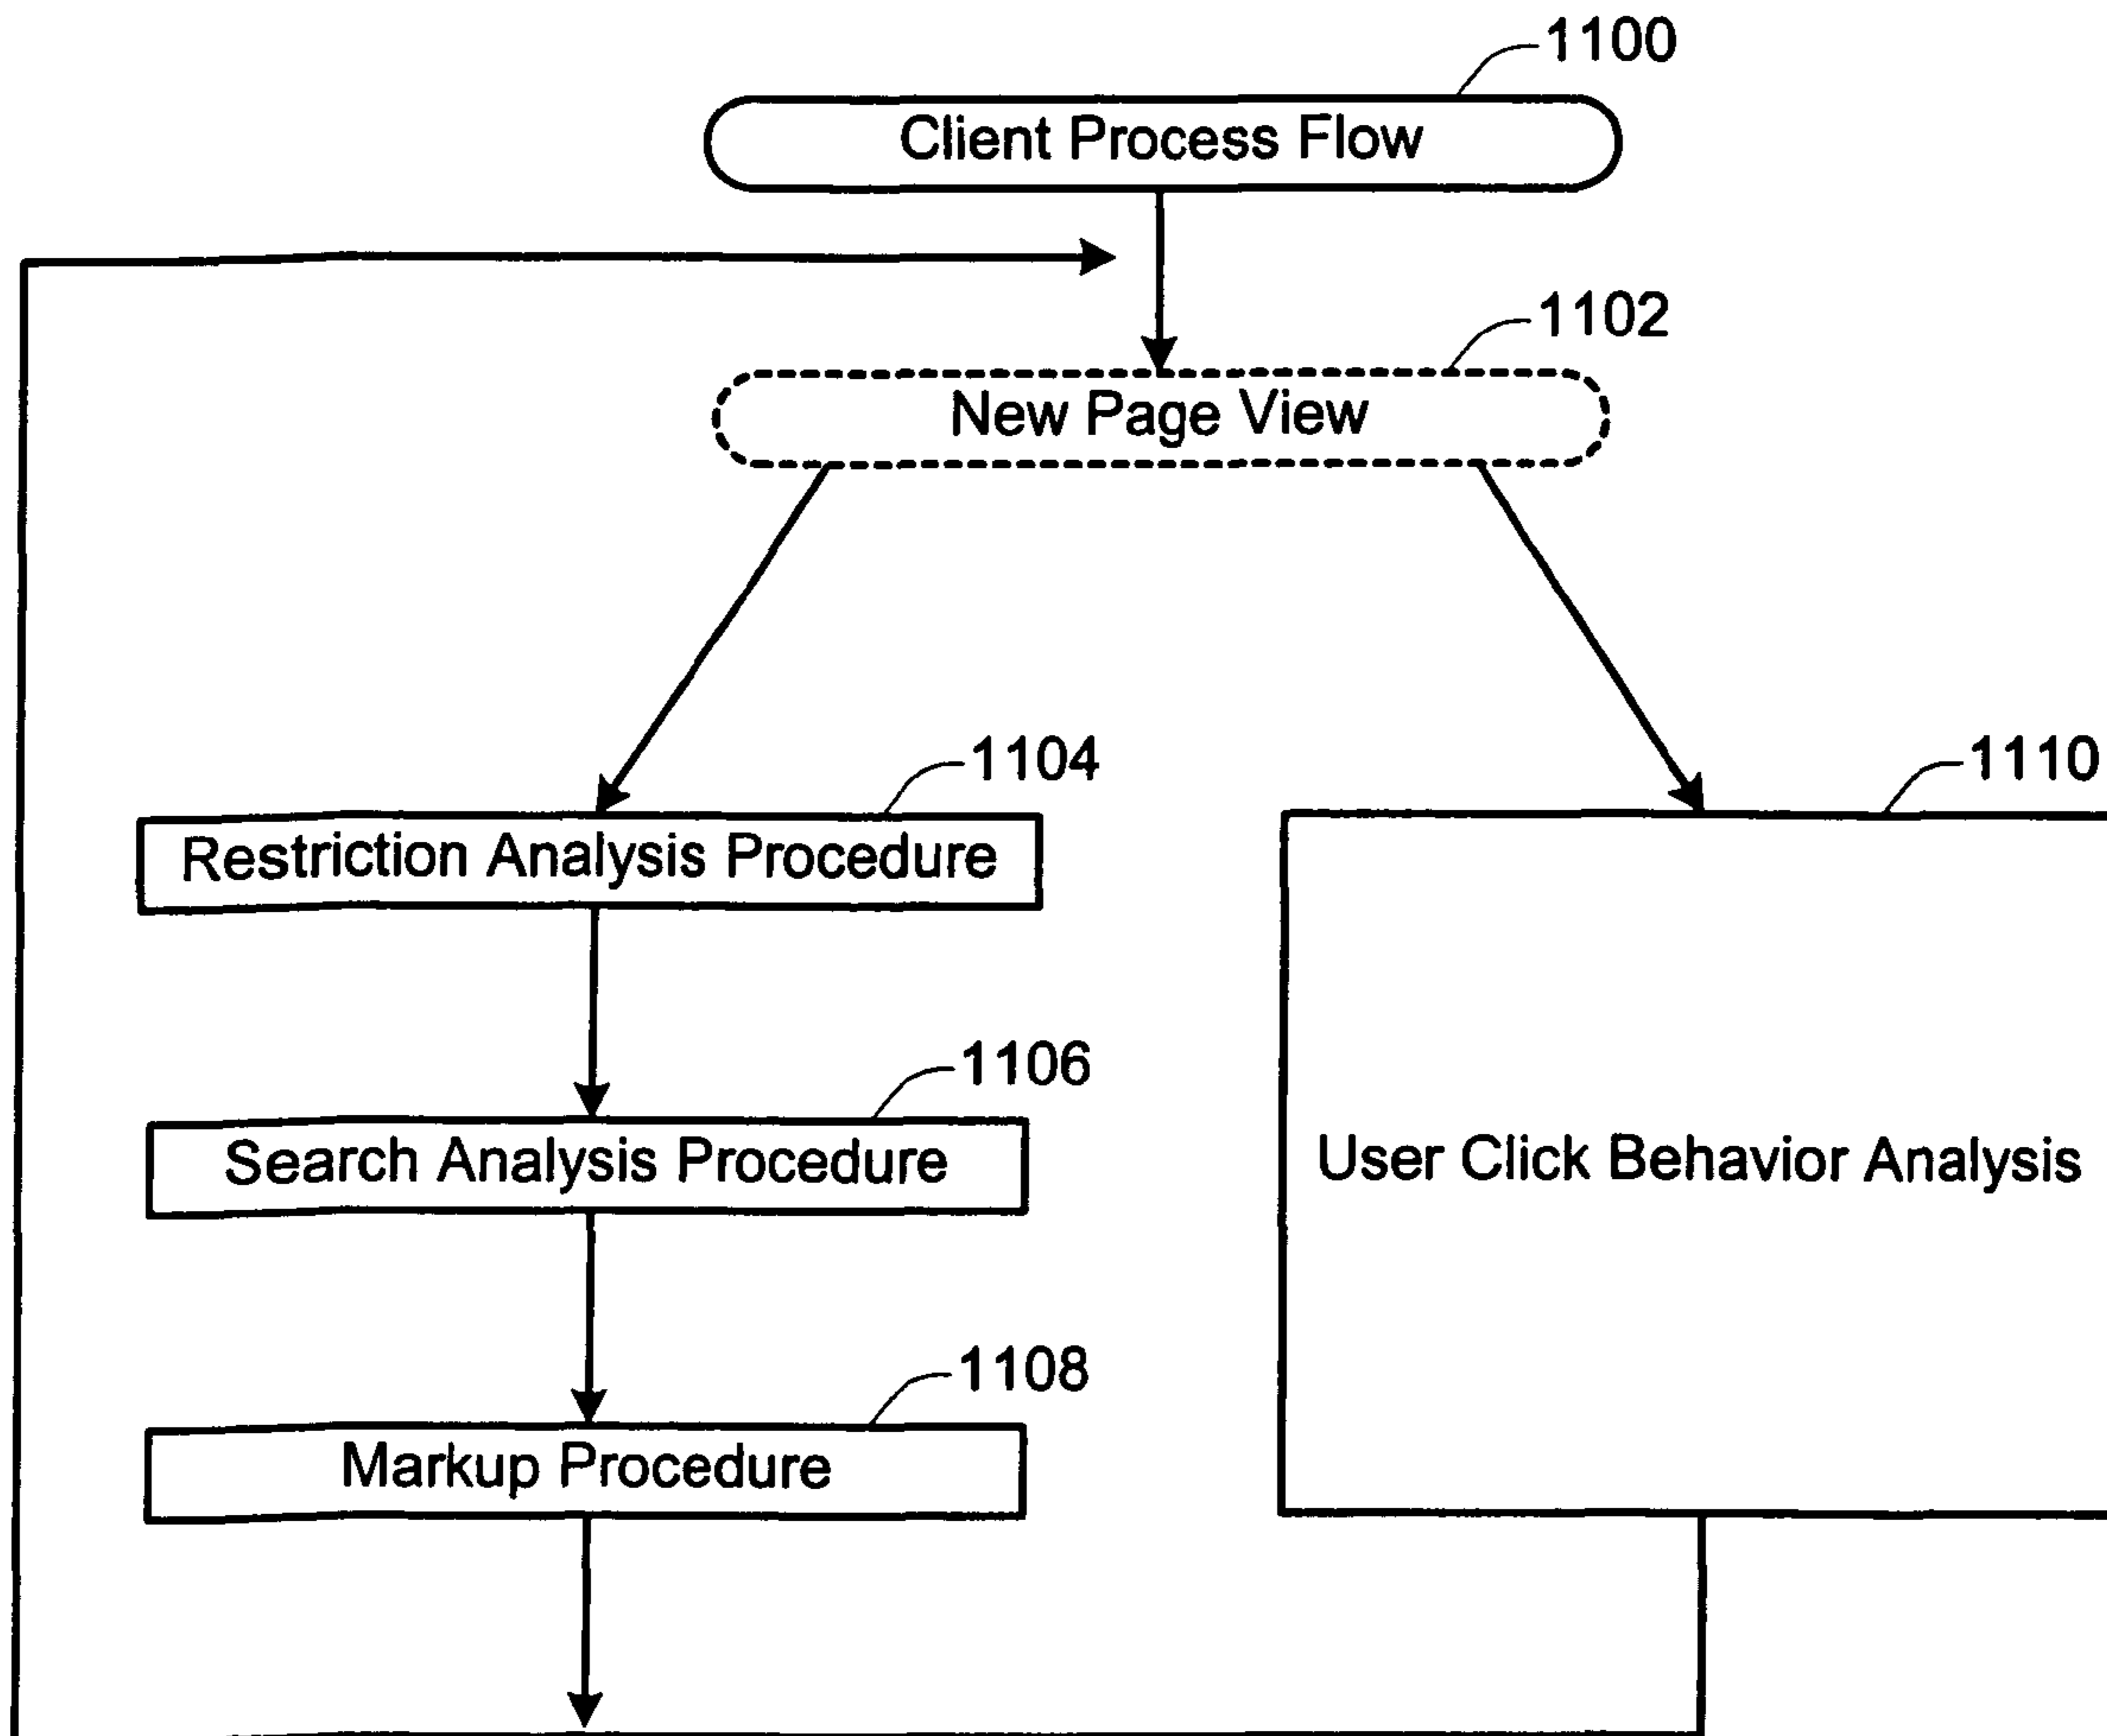 1100
Client Process Flow
1102
New Page View
1104
Restriction Analysis Procedure
1110
User Click Behavior Analysis
1106
Search Analysis Procedure
1108
Markup Procedure